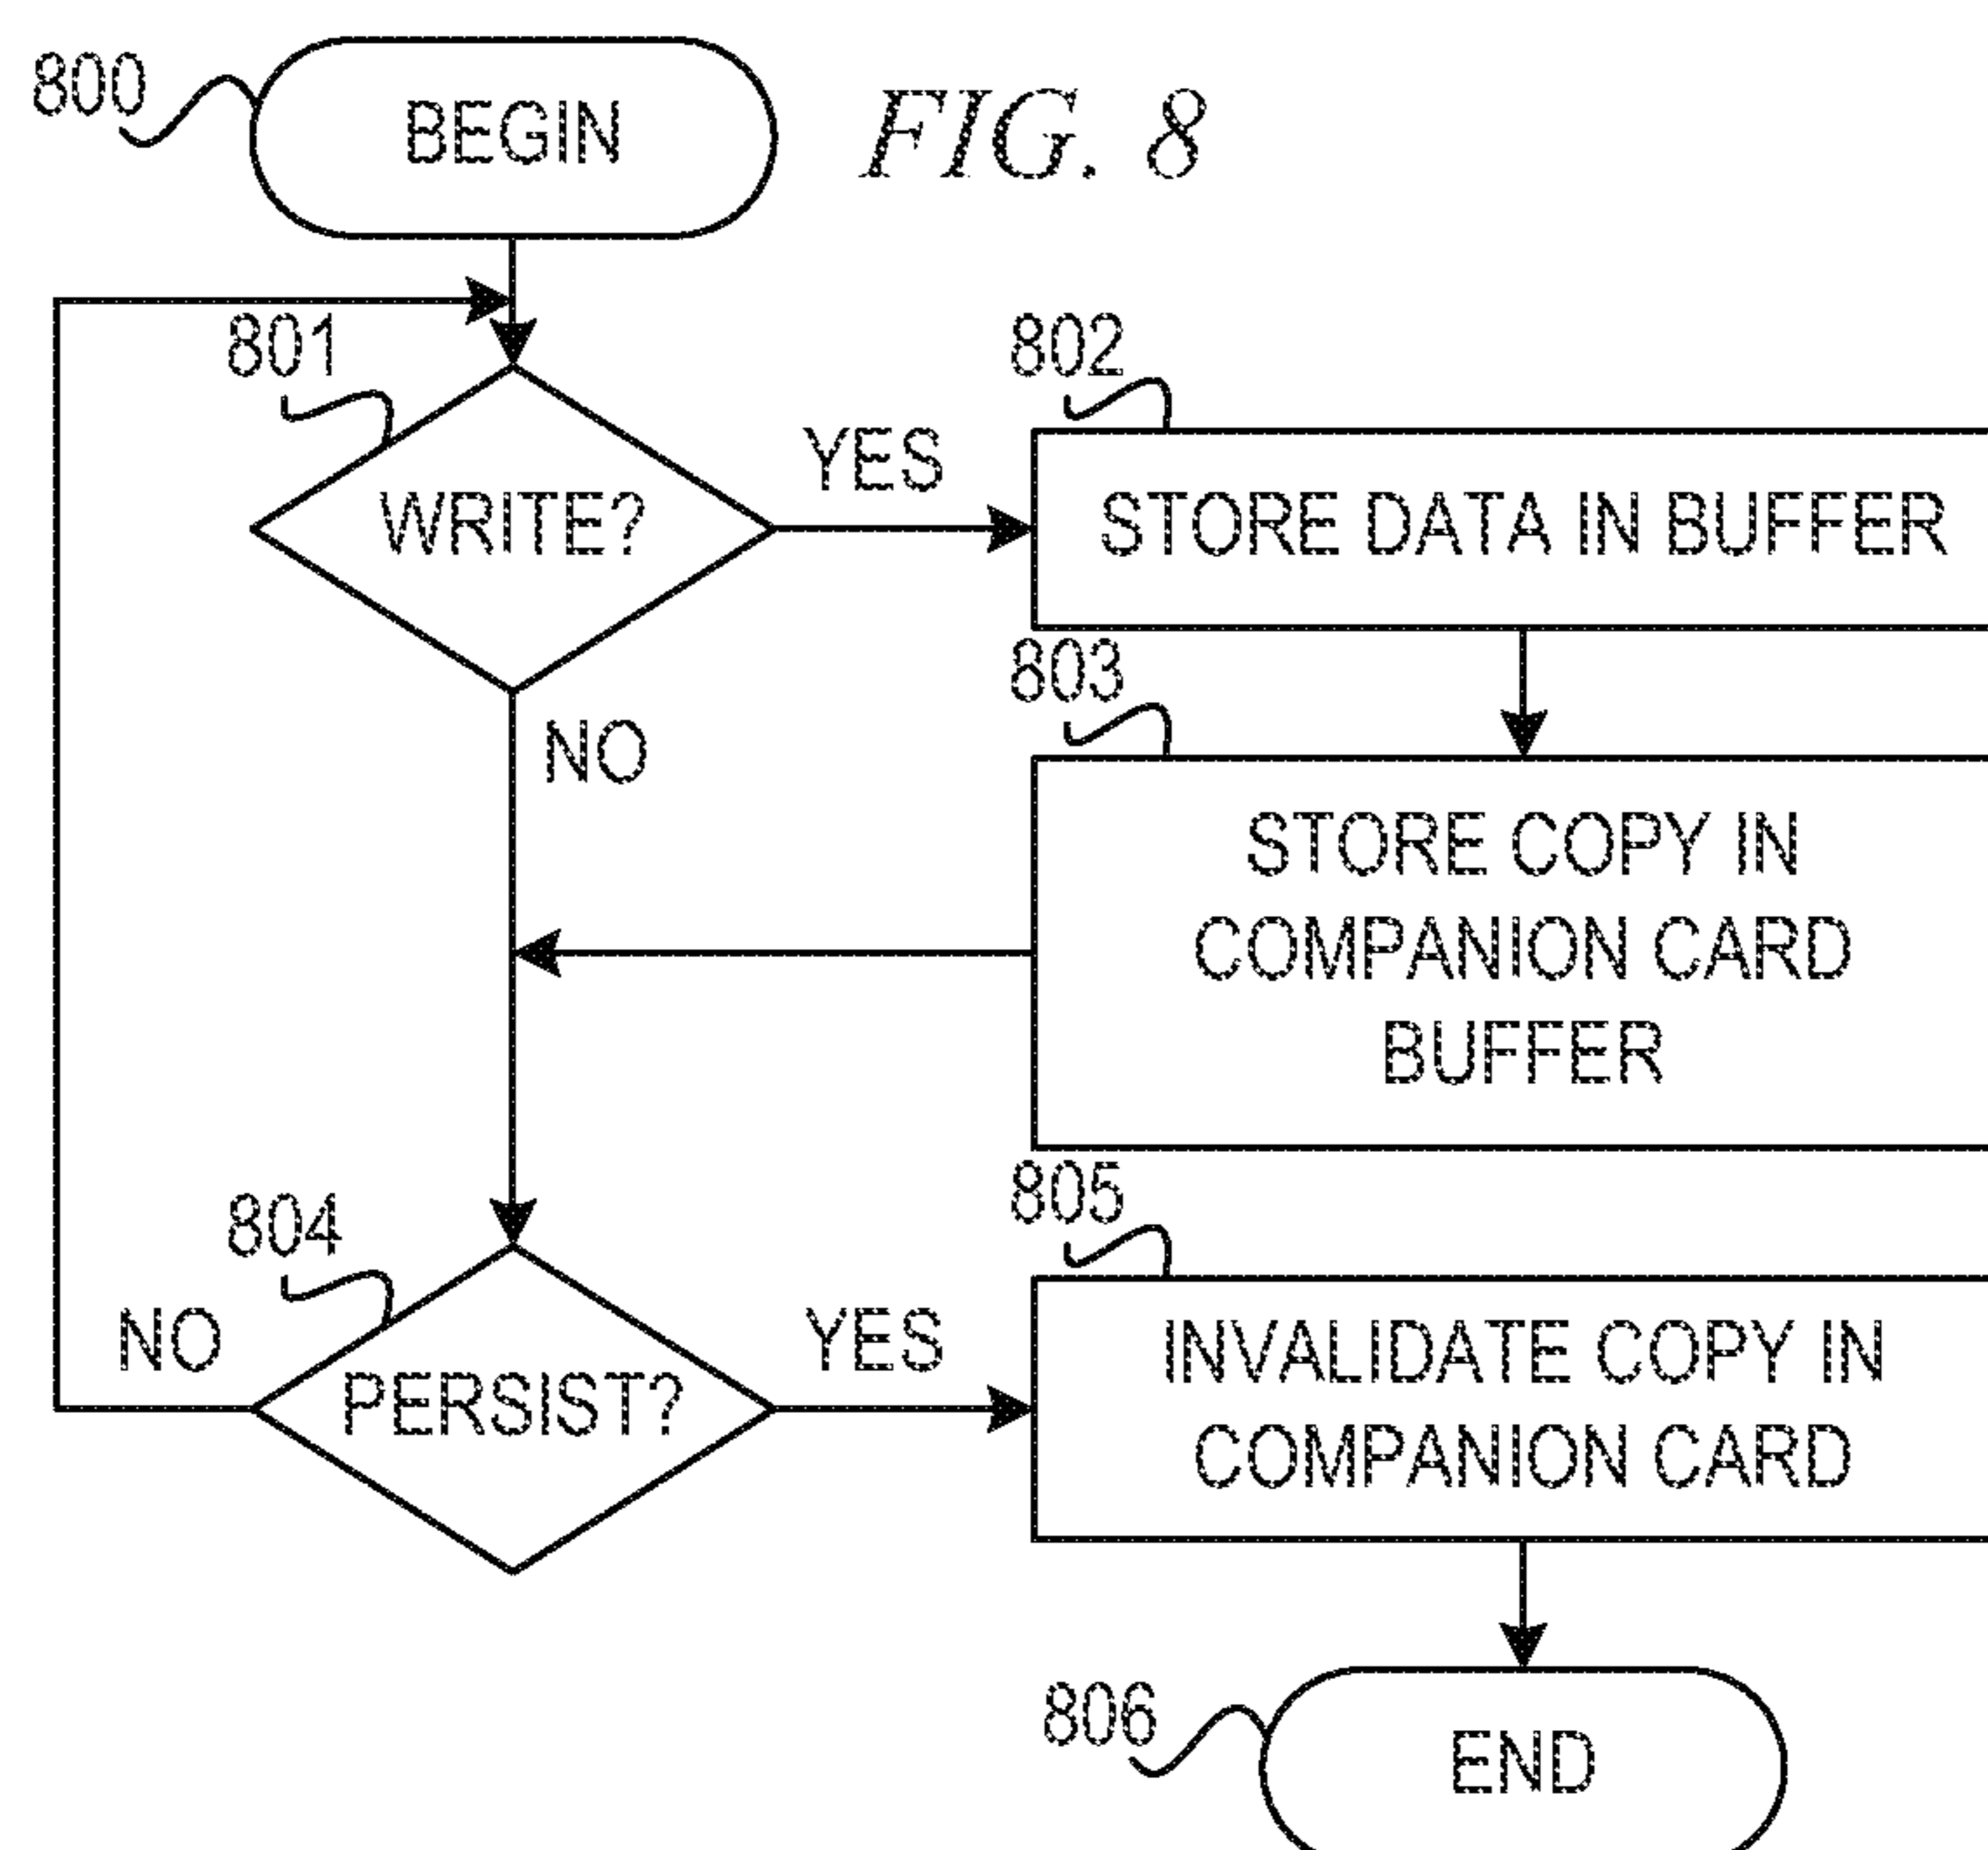 800
BEGIN
FIG. 8
801
WRITE?
YES
NO
802
STORE DATA IN BUFFER
803
STORE COPY IN
COMPANION CARD
BUFFER
804
PERSIST?
NO
YES
805
INVALIDATE COPY IN
COMPANION CARD
806
END